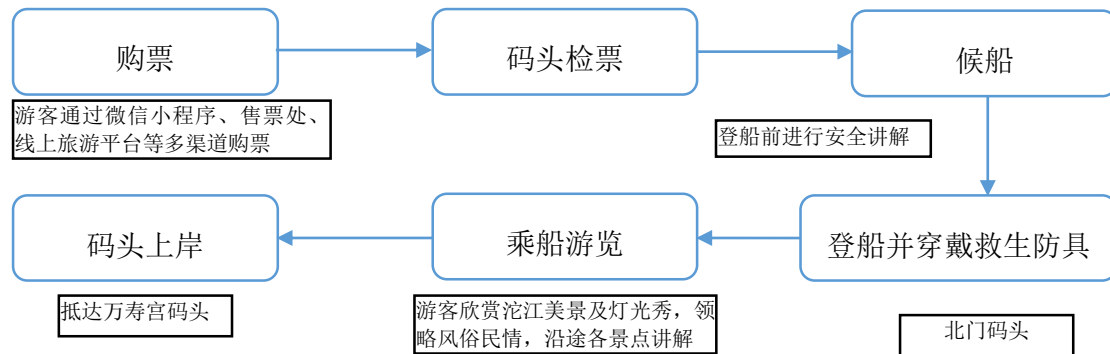 购票
码头检票
候船
游客通过微信小程序、售票处、
线上旅游平台等多渠道购票
登船前进行安全讲解
码头上岸
乘船游览
登船并穿戴救生防具
抵达万寿宫码头
游客欣赏沱江美景及灯光秀，领
略风俗民情，沿途各景点讲解
北门码头